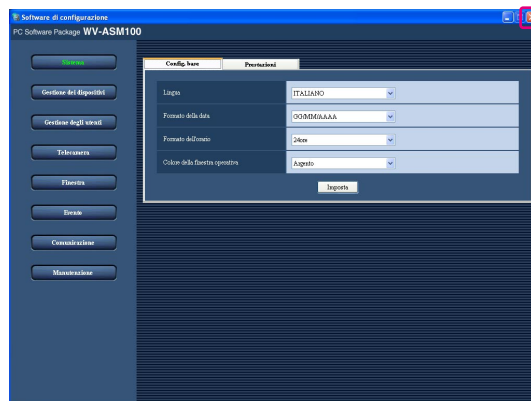 Software di configurazione
PC Software Package WV-ASM100
Sistema
Gestione dei dispositivi
Gestione degli utenti
Telecamera
Finestra
Evento
Comunicazione
Manutenzione
Config. base Prestazioni
Lingua ITALIANO
Formato della data GG/MM/AAAA
Formato dell'orario 24ore
Colore della finestra operativa Argento
Imposta